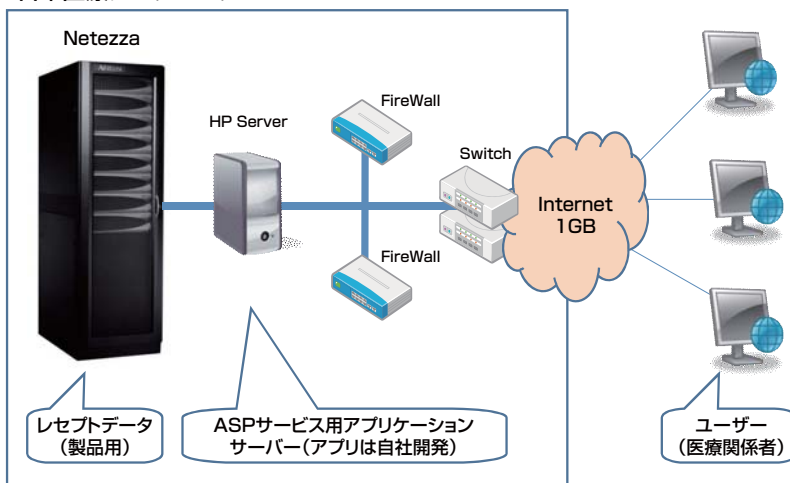 Netezza
HP Server
FireWall
Switch
Internet
1GB
FireWall
レセプトデータ
(製品用)
ASPサービス用アプリケーション
サーバー(アプリは自社開発)
ユーザー
(医療関係者)